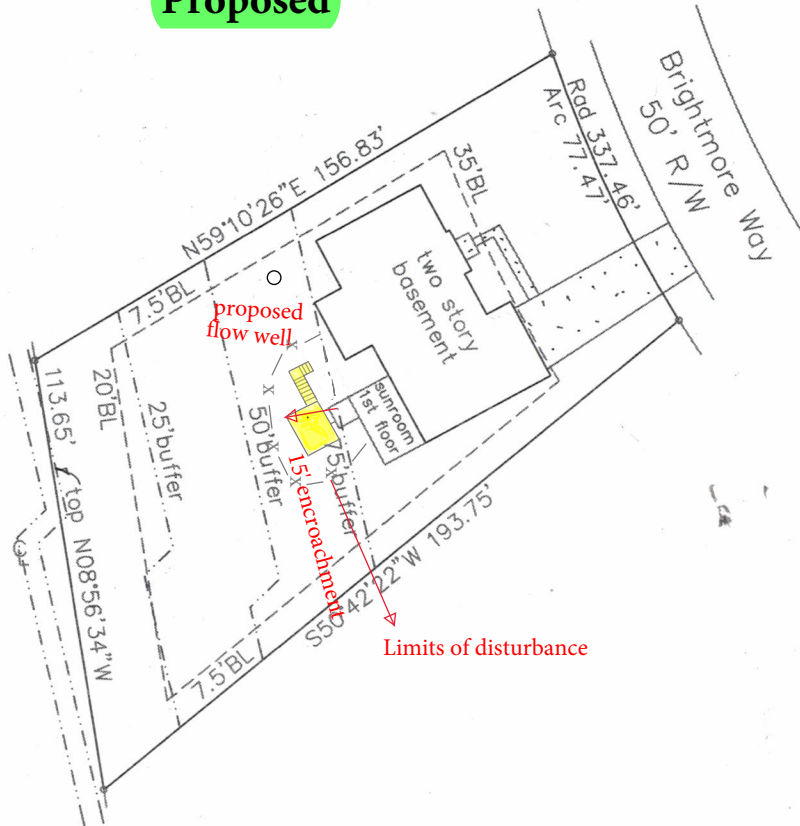 Proposed
Brightmore Way
50' R/W
Rad 337.46'
Arc 77.47'
35'BL
N59°10'26"E 156.83'
two story
basement
7.5'BL
proposed
flow well
20'BL
25'buffer
113.65'
50'buffer
sunroom
1st floor
75'buffer
15' encroachment
top
N08°56'34"W
S50°42'22"W 193.75'
7.5'BL
Limits of disturbance
x
x
x
x
x